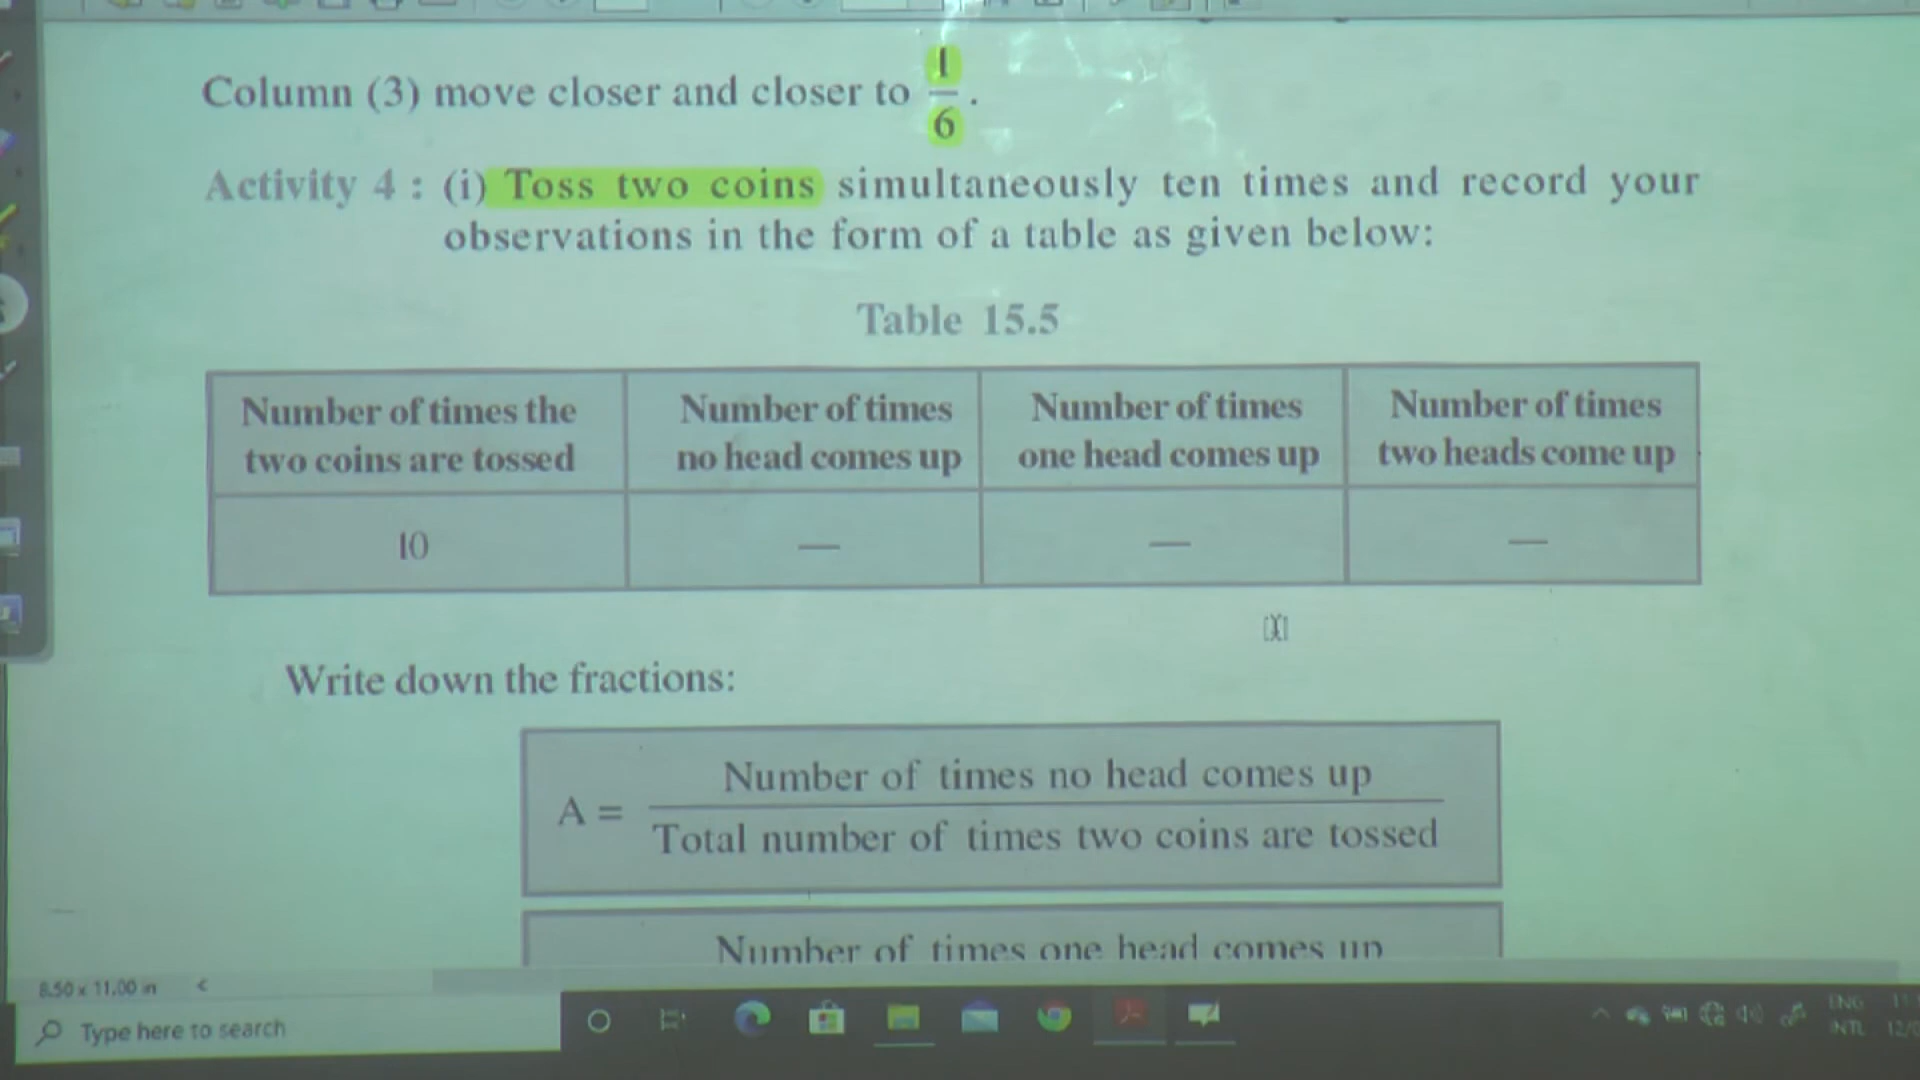 Column (3) move closer and closer to 1/6.
Activity 4 : (i) Toss two coins simultaneously ten times and record your
observations in the form of a table as given below:
Table 15.5
Number of times the two coins are tossed
Number of times no head comes up
Number of times one head comes up
Number of times two heads come up
10 — — —
Write down the fractions:
A = Number of times no head comes up
Total number of times two coins are tossed
Number of times one head comes up
8.50 x 11.00 in <
Type here to search
ENG
INTL